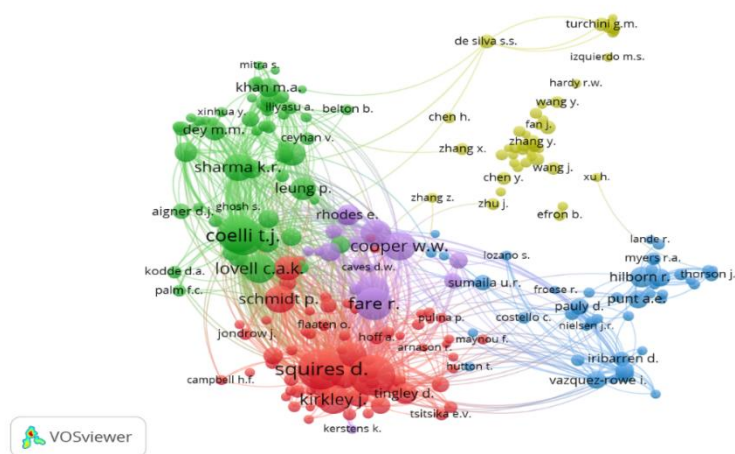 turchini g.m.
de silva s.s.
izquierdo m.s.
mitra s.
khan m.a.
hardy r.w.
wang y.
xinhua y.
iliyasu a.
belton b.
chen h.
fan j.
dey m.m.
ceyhan v.
zhang y.
sharma k.r.
zhang x.
wang j.
leung p.
chen y.
xu h.
zhang z.
zhu j.
aigner d.j.
ghosh s.
rhodes e.
efron b.
coelli t.j.
cooper w.w.
lande r.
lozano s.
myers r.a.
lovell c.a.k.
caves d.w.
hilborn r.
thorson j.
kodde d.a.
sumaila u.r.
froese r.
palm f.c.
schmidt p.
fare r.
pauly d.
punt a.e.
flaaten o.
pulina p.
costello c.
nielsen j.r.
jondrow j.
hoff a.
arnason r.
maynou f.
squires d.
hutton t.
iribarren d.
campbell h.f.
tingley d.
vazquez-rowe i.
kirkley j.
tsitsika e.v.
kerstens k.
VOSviewer